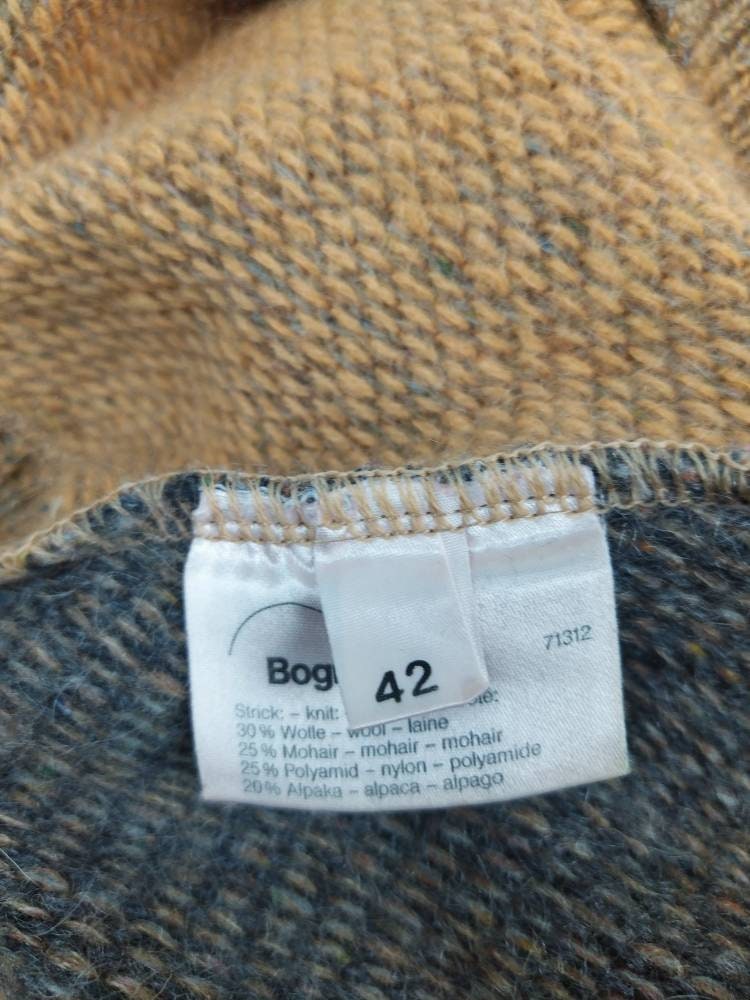 71312
Bog
42
Strick: – knit:
30% Wolle – wool – laine
25% Mohair – mohair – mohair
25% Polyamid – nylon – polyamide
20% Alpaka – alpaca – alpago